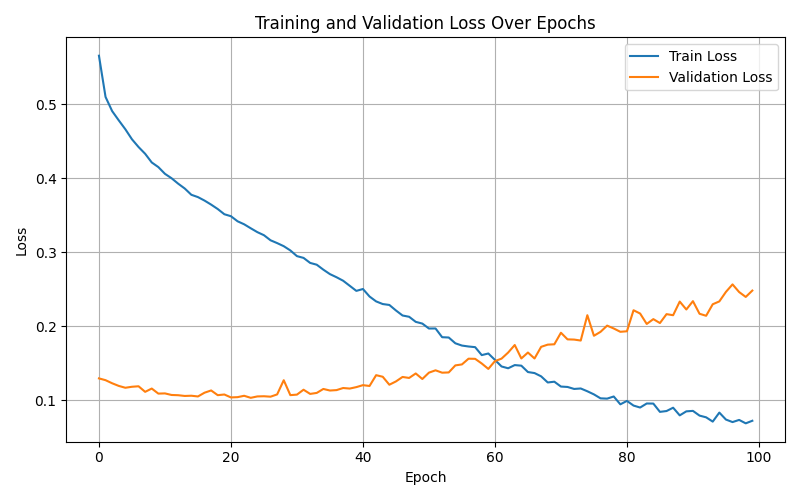 Training and Validation Loss Over Epochs
Train Loss
Validation Loss
Loss
0.5
0.4
0.3
0.2
0.1
0 20 40 60 80 100
Epoch